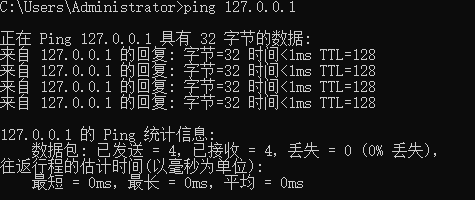 C:\Users\Administrator>ping 127.0.0.1
正在 Ping 127.0.0.1 具有 32 字节的数据:
来自 127.0.0.1 的回复: 字节=32 时间<1ms TTL=128
来自 127.0.0.1 的回复: 字节=32 时间<1ms TTL=128
来自 127.0.0.1 的回复: 字节=32 时间<1ms TTL=128
来自 127.0.0.1 的回复: 字节=32 时间<1ms TTL=128
127.0.0.1 的 Ping 统计信息:
数据包: 已发送 = 4, 已接收 = 4, 丢失 = 0 (0% 丢失),
往返行程的估计时间(以毫秒为单位):
最短 = 0ms, 最长 = 0ms, 平均 = 0ms